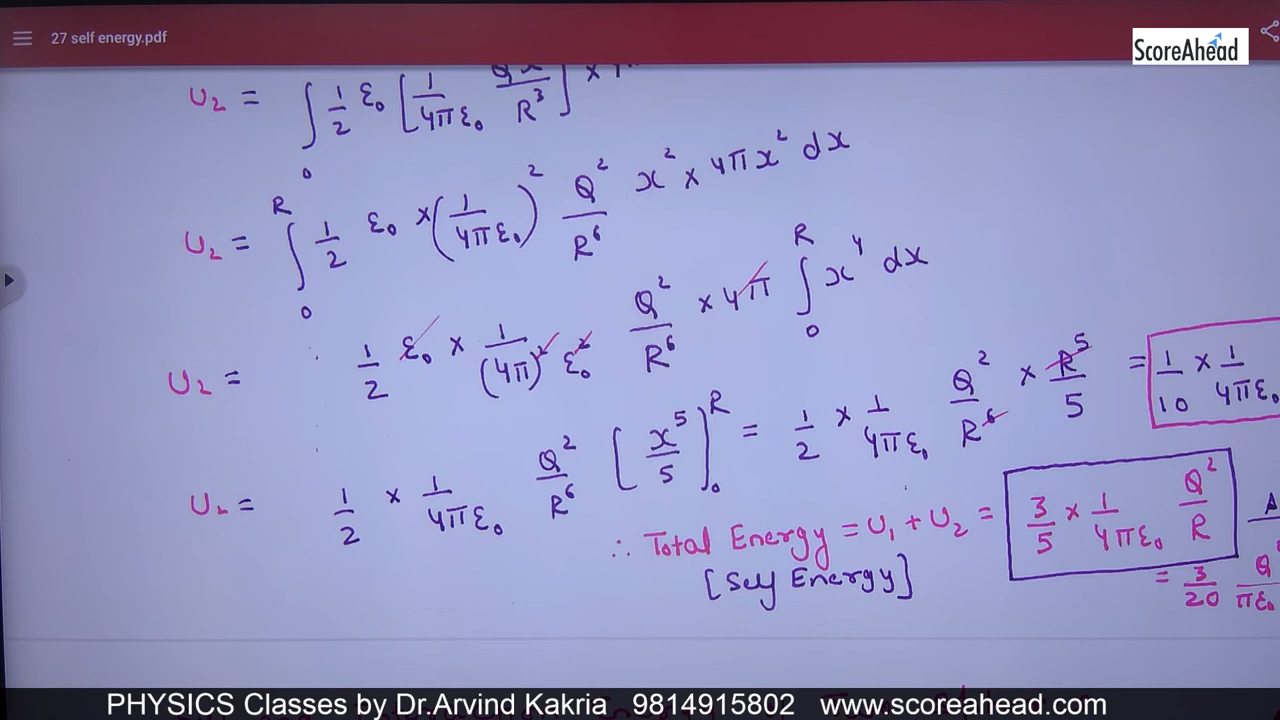 27 self energy.pdf
ScoreAhead
U₂ = ∫₀ 1/2 ε₀ [1/4πε₀ Qx/R³] ×
U₂ = ∫₀ᴿ 1/2 ε₀ × (1/4πε₀)² Q²/R⁶ x² × 4πx² dx
U₂ = 1/2 ε₀ × 1/(4π)² ε₀² Q²/R⁶ × 4π ∫₀ᴿ x⁴ dx
U₂ = 1/2 × 1/4πε₀ Q²/R⁶ [x⁵/5]₀ᴿ = 1/2 × 1/4πε₀ Q²/R⁶ × R⁵/5 = 1/10 × 1/4πε₀
∴ Total Energy = U₁ + U₂ = 3/5 × 1/4πε₀ Q²/R
[Self Energy]
= 3/20 Q²/πε₀
PHYSICS Classes by Dr.Arvind Kakria 9814915802 www.scoreahead.com